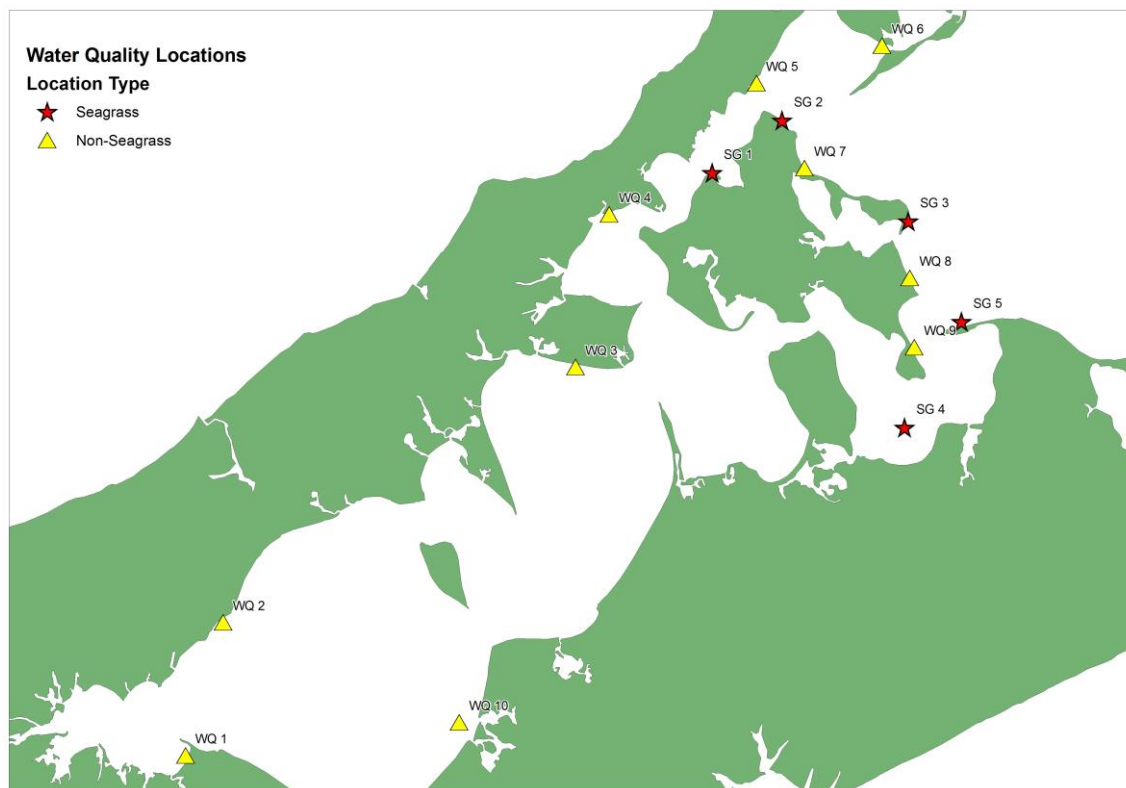 Water Quality Locations
Location Type
Seagrass
Non-Seagrass
WQ 6
WQ 5
SG 2
SG 1
WQ 7
WQ 4
SG 3
WQ 8
SG 5
WQ 9
WQ 3
SG 4
WQ 2
WQ 10
WQ 1